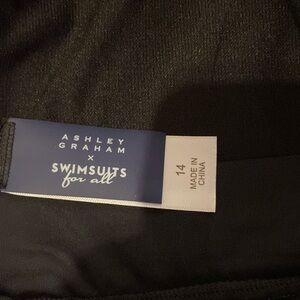 ASHLEY
GRAHAM
X
SWIMSUITS
for all
14
MADE IN
CHINA